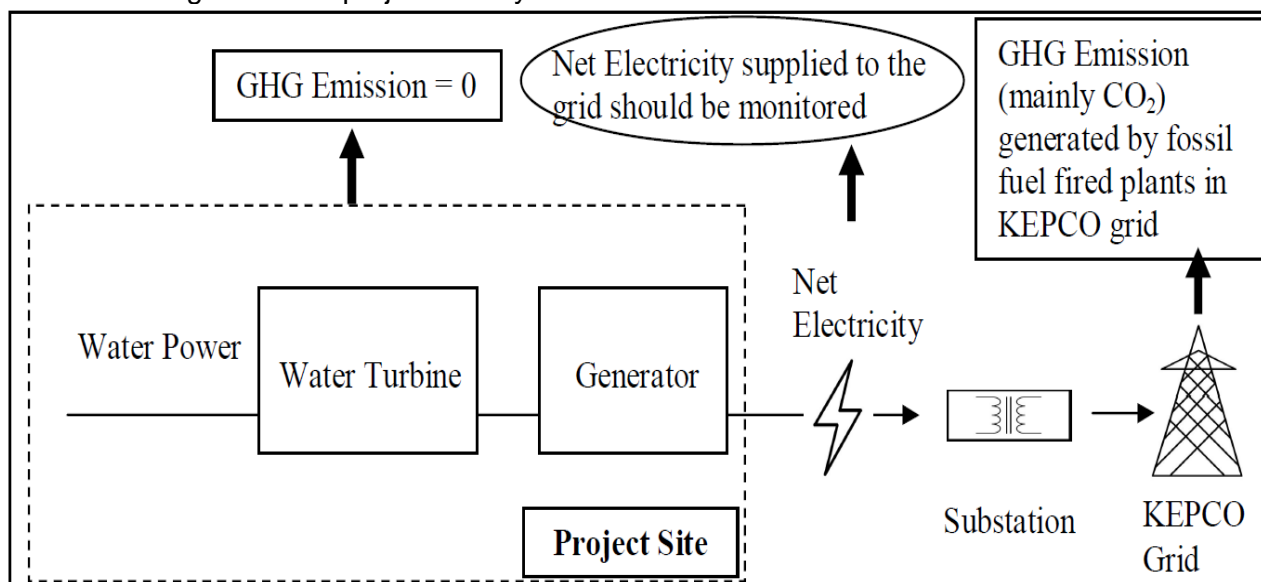 GHG Emission = 0
Net Electricity supplied to the
grid should be monitored
GHG Emission
(mainly CO₂)
generated by fossil
fuel fired plants in
KEPCO grid
Water Power
Water Turbine
Generator
Net
Electricity
Substation
KEPCO
Grid
Project Site